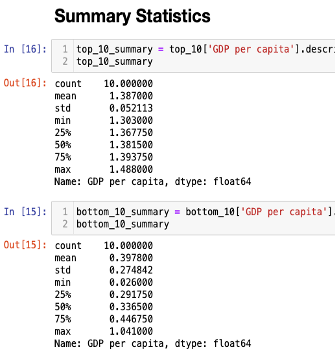 Summary Statistics
In [16]: 1 top_10_summary = top_10['GDP per capita'].descri
2 top_10_summary
Out[16]: count 10.000000
mean 1.387000
std 0.052113
min 1.303000
25% 1.367750
50% 1.381500
75% 1.393750
max 1.488000
Name: GDP per capita, dtype: float64
In [15]: 1 bottom_10_summary = bottom_10['GDP per capita'].
2 bottom_10_summary
Out[15]: count 10.000000
mean 0.397800
std 0.274842
min 0.026000
25% 0.291750
50% 0.336500
75% 0.446750
max 1.041000
Name: GDP per capita, dtype: float64